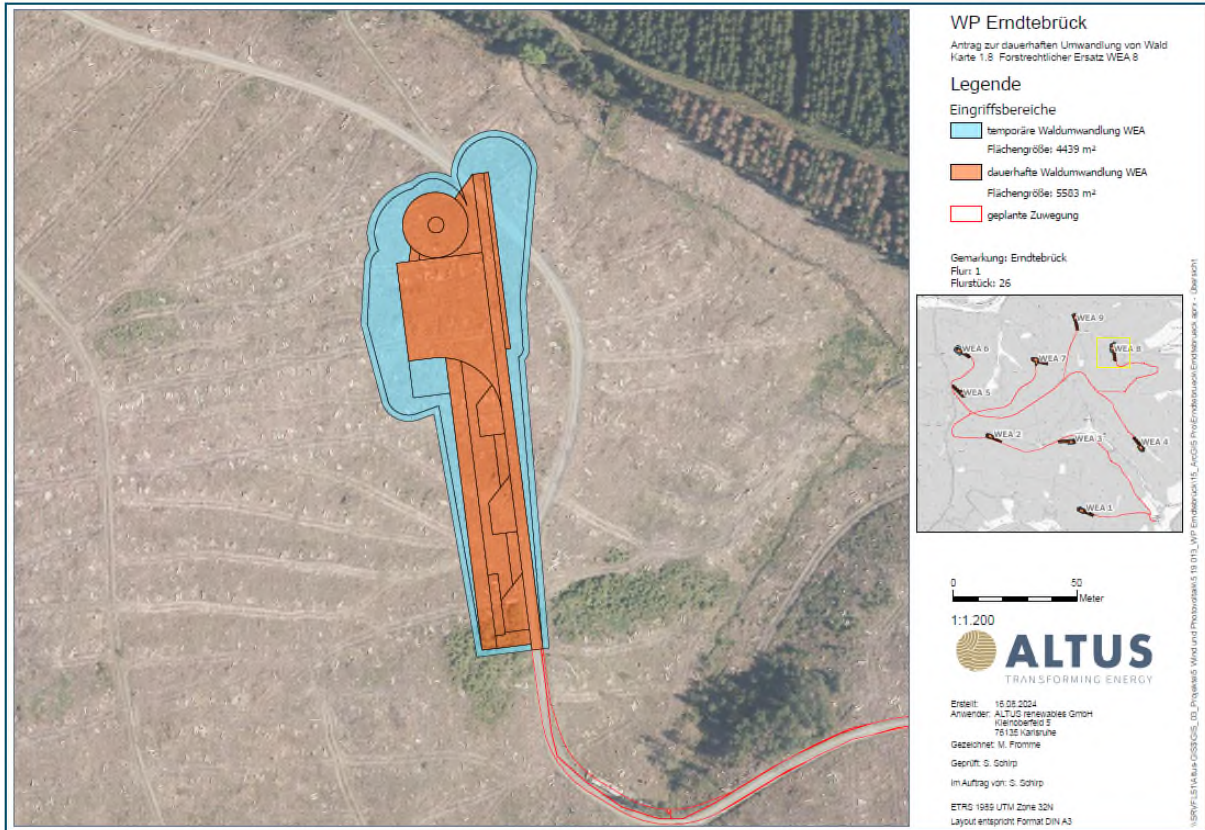 WP Erndtebrück
Antrag zur dauerhaften Umwandlung von Wald
Karte 1.8 Forstrechtlicher Ersatz WEA 8
Legende
Eingriffsbereiche
temporäre Waldumwandlung WEA
Flächengröße: 4439 m²
dauerhafte Waldumwandlung WEA
Flächengröße: 5583 m²
geplante Zuwegung
Gemarkung: Erndtebrück
Flur: 1
Flurstück: 26
WEA 9
WEA 6
WEA 7
WEA 8
WEA 5
WEA 2
WEA 3
WEA 4
WEA 1
0 50
Meter
1:1.200
ALTUS
TRANSFORMING ENERGY
Erstellt: 16.08.2024
Anwender: ALTUS renewables GmbH
Kleinoberfeld 5
76135 Karlsruhe
Gezeichnet: M. Fromme
Geprüft: S. Schirp
Im Auftrag von: S. Schirp
ETRS 1989 UTM Zone 32N
Layout entspricht Format DIN A3